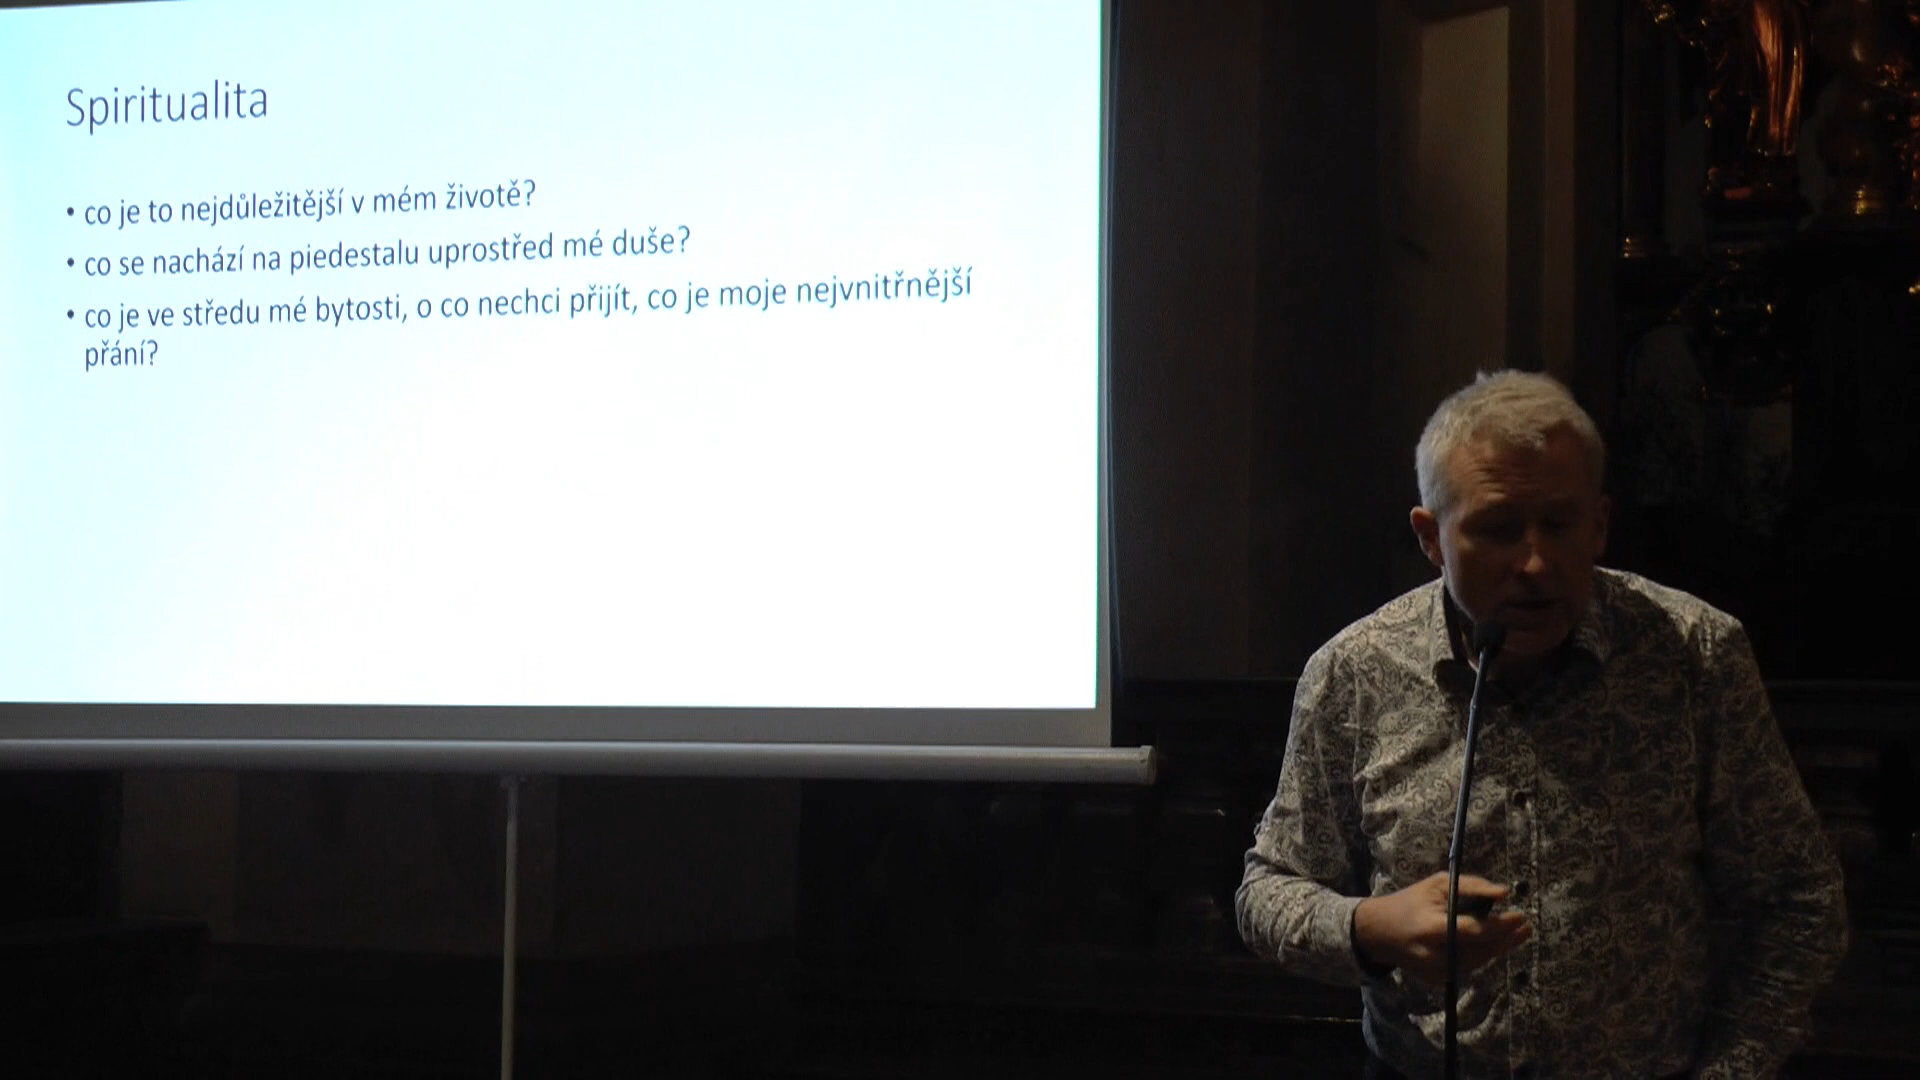 Spiritualita
• co je to nejdůležitější v mém životě?
• co se nachází na piedestalu uprostřed mé duše?
• co je ve středu mé bytosti, o co nechci přijít, co je moje nejvnitřnější
přání?